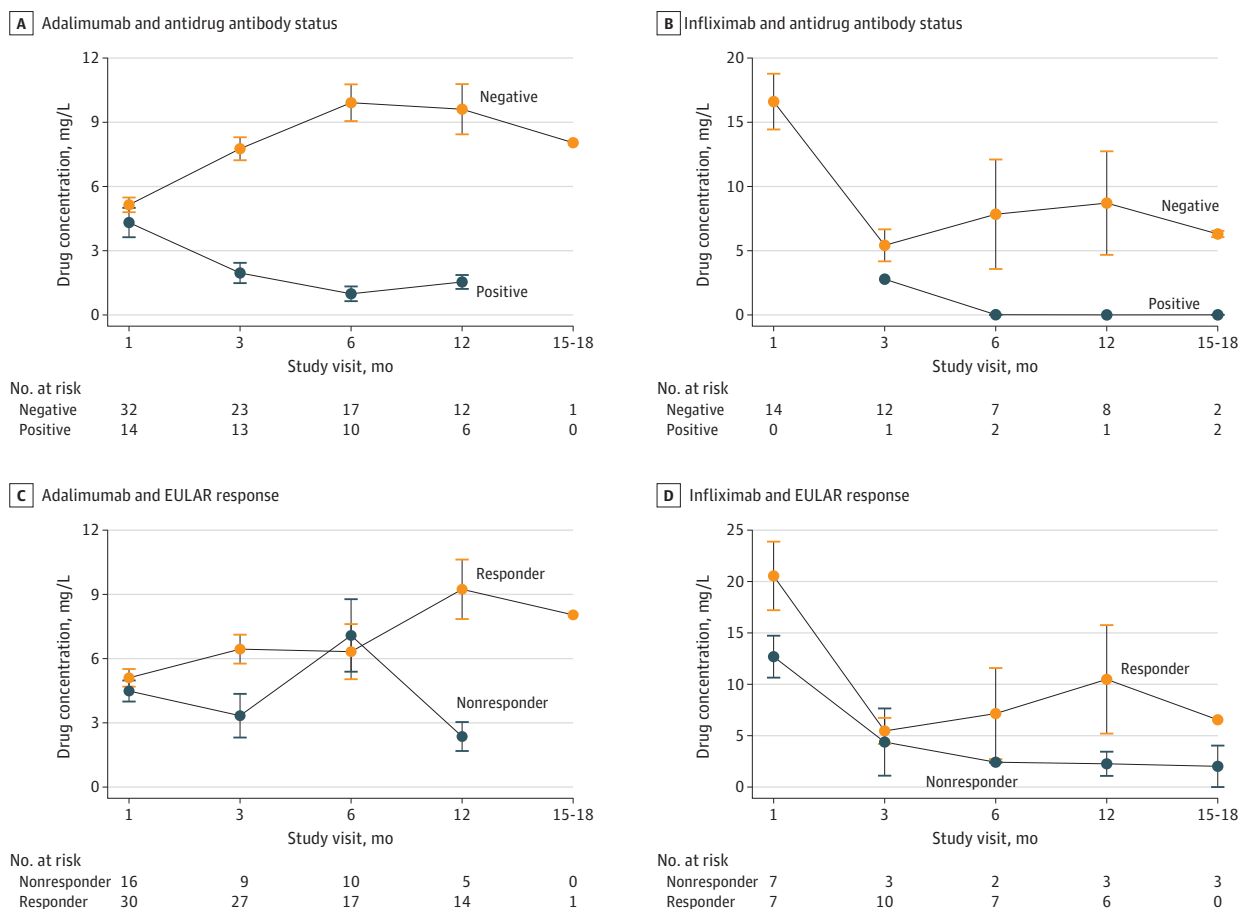 A Adalimumab and antidrug antibody status
12
9
6
3
0
Drug concentration, mg/L
Negative
Positive
1 3 6 12 15-18
Study visit, mo
No. at risk
Negative 32 23 17 12 1
Positive 14 13 10 6 0
B Infliximab and antidrug antibody status
20
15
10
5
0
Drug concentration, mg/L
Negative
Positive
1 3 6 12 15-18
Study visit, mo
No. at risk
Negative 14 12 7 8 2
Positive 0 1 2 1 2
C Adalimumab and EULAR response
12
9
6
3
0
Drug concentration, mg/L
Responder
Nonresponder
1 3 6 12 15-18
Study visit, mo
No. at risk
Nonresponder 16 9 10 5 0
Responder 30 27 17 14 1
D Infliximab and EULAR response
25
20
15
10
5
0
Drug concentration, mg/L
Responder
Nonresponder
1 3 6 12 15-18
Study visit, mo
No. at risk
Nonresponder 7 3 2 3 3
Responder 7 10 7 6 0